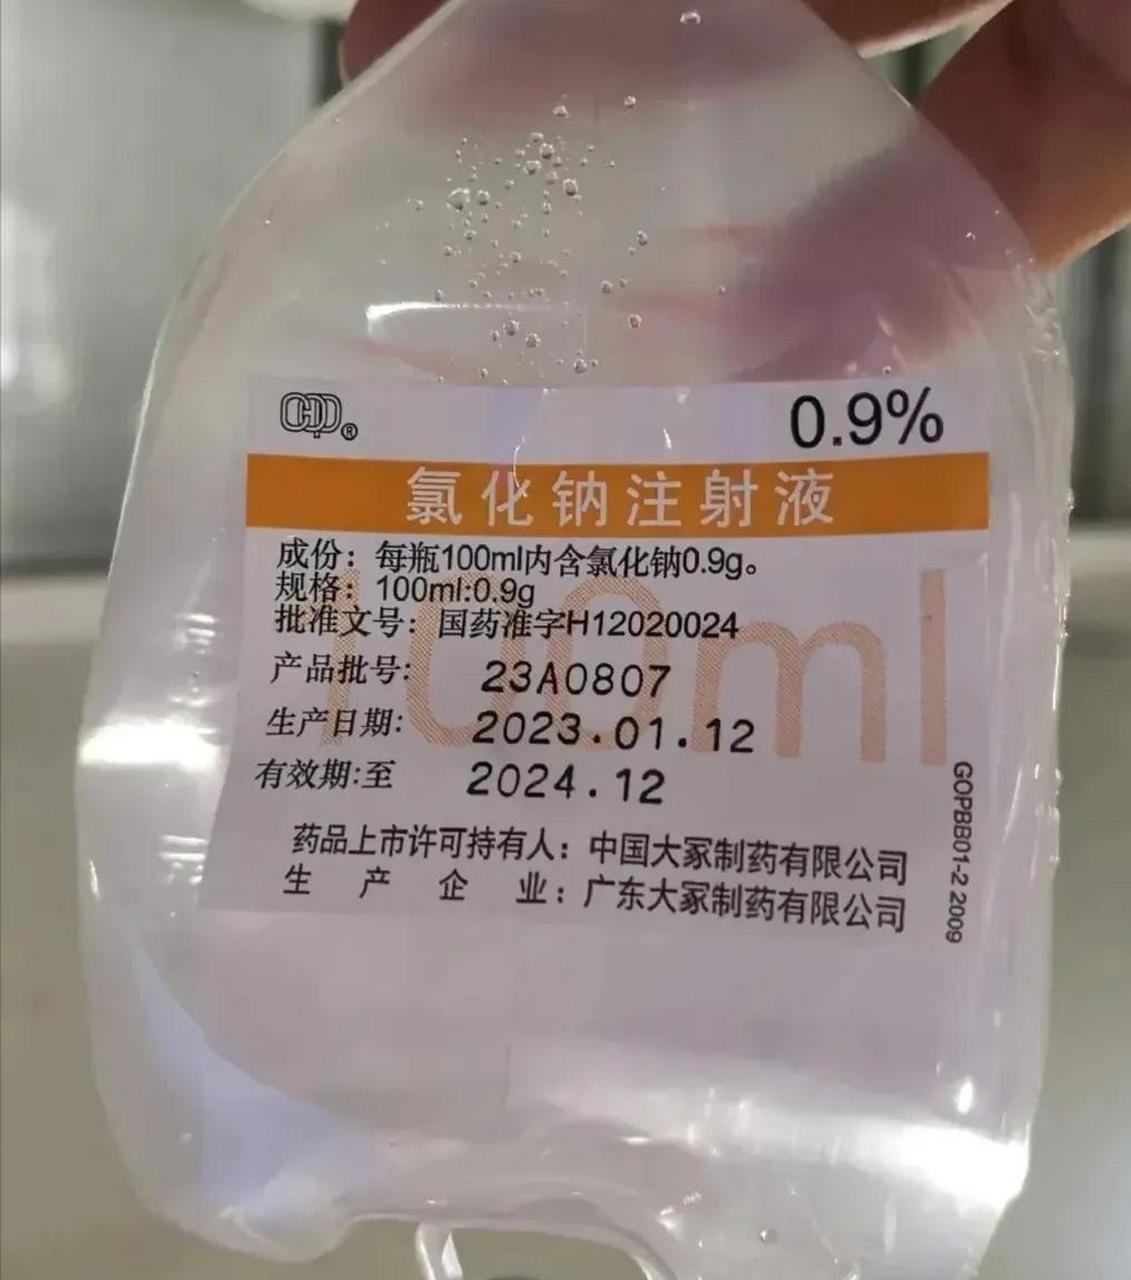 0.9%
氯化钠注射液
成份：每瓶100ml内含氯化钠0.9g。
规格：100ml:0.9g
批准文号：国药准字H12020024
100ml
产品批号: 23A0807
生产日期: 2023.01.12
有效期:至 2024.12
药品上市许可持有人：中国大冢制药有限公司
生产企业：广东大冢制药有限公司
GOPBB01-2 2009